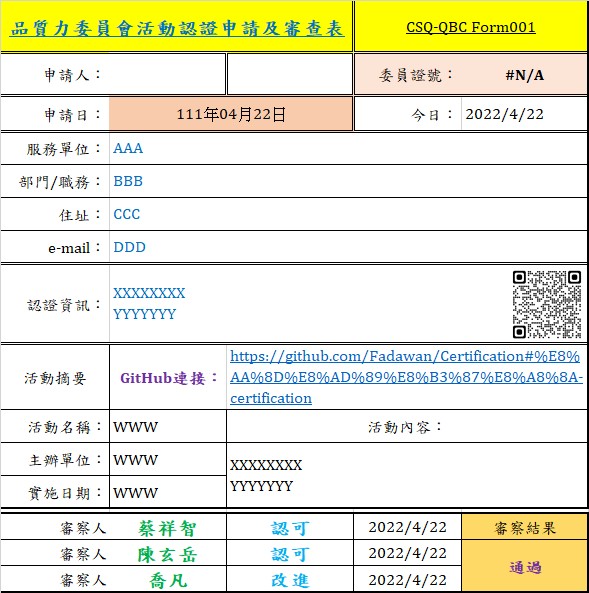 品質力委員會活動認證申請及審查表 CSQ-QBC Form001
申請人： 委員證號： #N/A
申請日： 111年04月22日 今日： 2022/4/22
服務單位： AAA
部門/職務： BBB
住址： CCC
e-mail： DDD
認證資訊： XXXXXXXX
YYYYYYY
活動摘要 GitHub連接： https://github.com/Fadawan/Certification#%E8%
AA%8D%E8%AD%89%E8%B3%87%E8%A8%8A-
certification
活動名稱： WWW 活動內容：
主辦單位： WWW XXXXXXXX
YYYYYYY
實施日期： WWW
審察人 蔡祥智 認可 2022/4/22 審察結果
審察人 陳玄岳 認可 2022/4/22 通過
審察人 喬凡 改進 2022/4/22